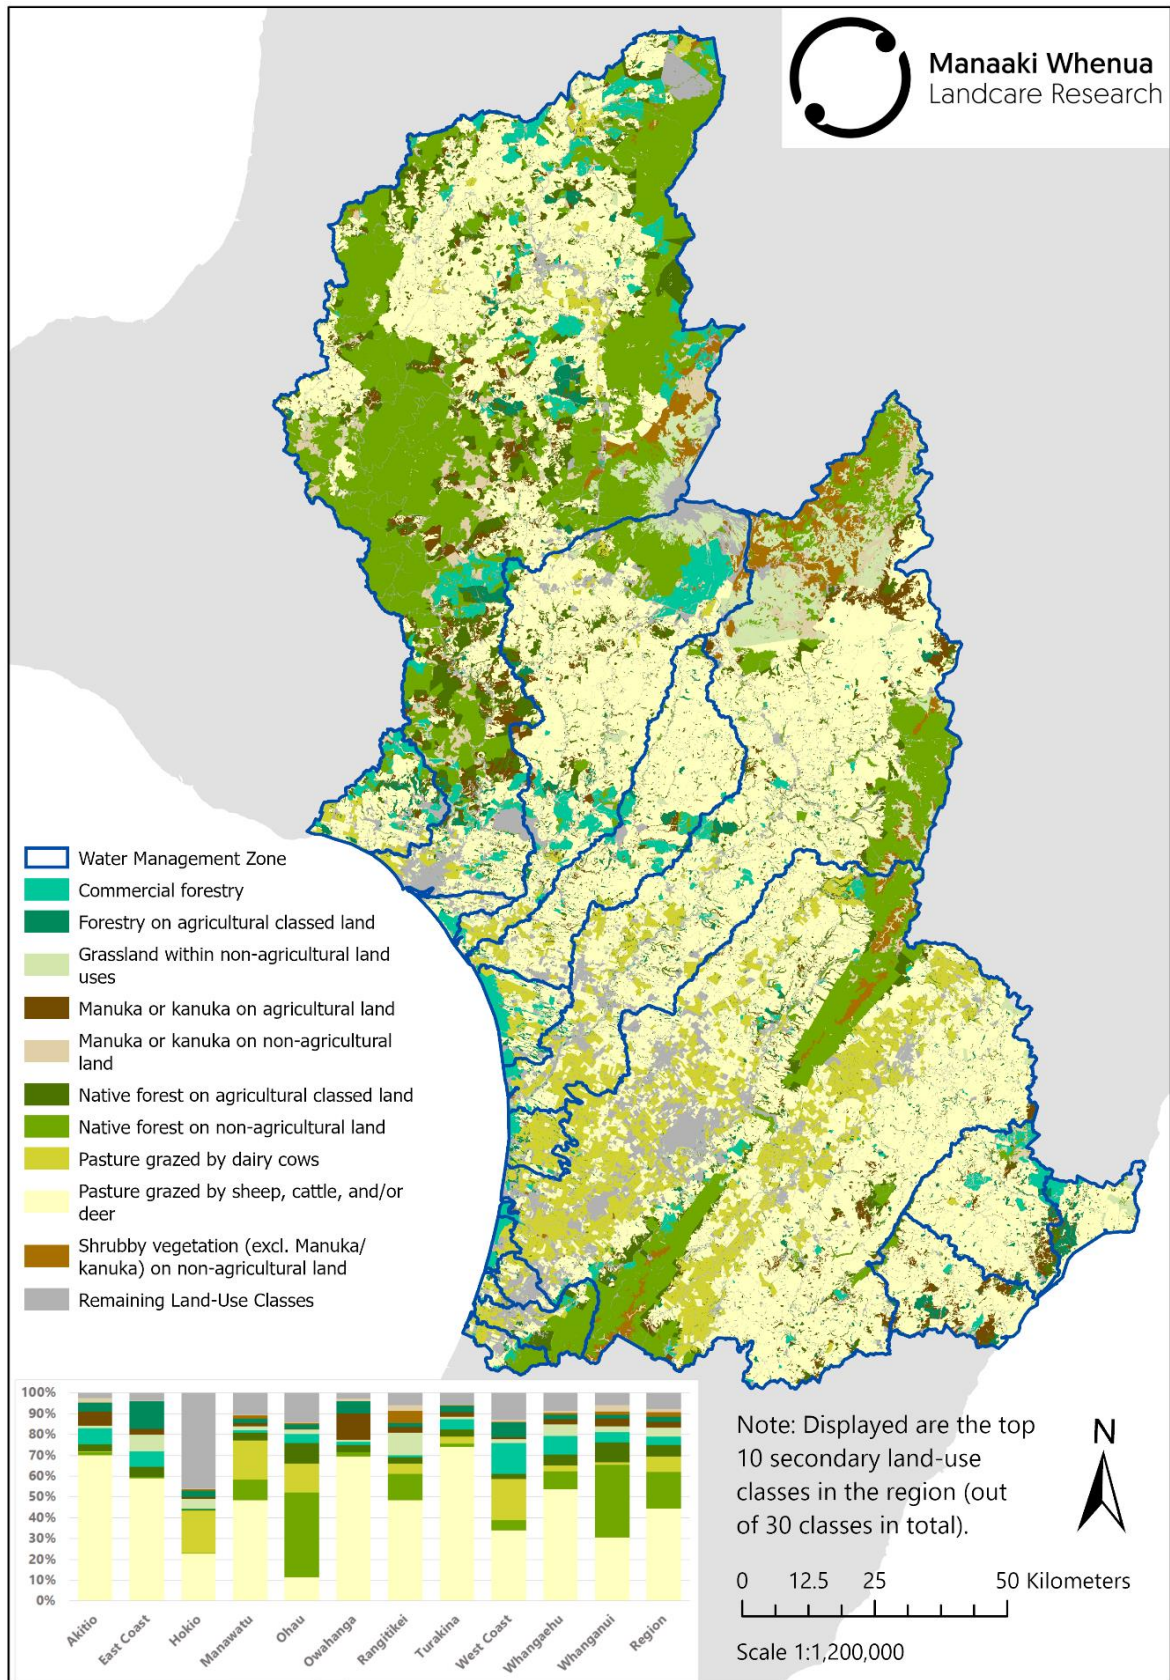 Manaaki Whenua
Landcare Research
Water Management Zone
Commercial forestry
Forestry on agricultural classed land
Grassland within non-agricultural land
uses
Manuka or kanuka on agricultural land
Manuka or kanuka on non-agricultural
land
Native forest on agricultural classed land
Native forest on non-agricultural land
Pasture grazed by dairy cows
Pasture grazed by sheep, cattle, and/or
deer
Shrubby vegetation (excl. Manuka/
kanuka) on non-agricultural land
Remaining Land-Use Classes
100%
90%
80%
70%
60%
50%
40%
30%
20%
10%
0%
Akitio
East Coast
Hokio
Manawatu
Ohau
Owahanga
Rangitikei
Turakina
West Coast
Whangaehu
Whanganui
Region
Note: Displayed are the top
10 secondary land-use
classes in the region (out
of 30 classes in total).
N
0 12.5 25 50 Kilometers
Scale 1:1,200,000